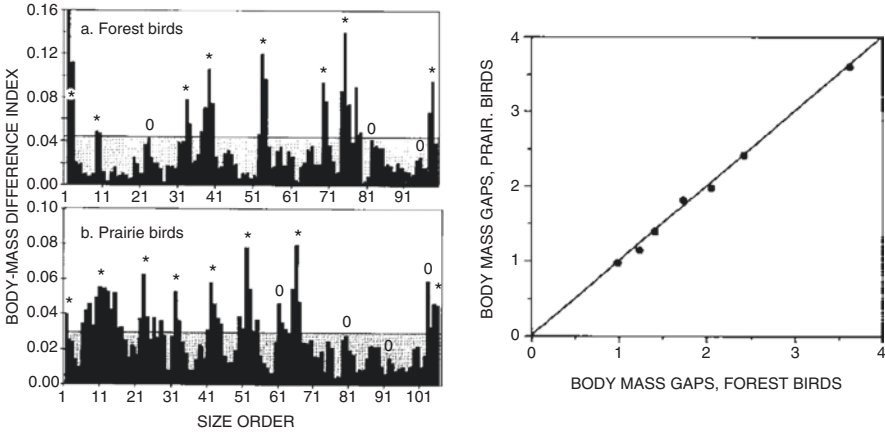 BODY-MASS DIFFERENCE INDEX
0.16
a. Forest birds
0.12
0.08
0.04
0.00
* * 0 * * * * * 0 0 *
1 11 21 31 41 51 61 71 81 91
0.10
b. Prairie birds
0.08
0.06
0.04
0.02
0.00
* * * * * * 0 * 0 0 0 *
1 11 21 31 41 51 61 71 81 91 101
SIZE ORDER
BODY MASS GAPS, PRAIR. BIRDS
4
3
2
1
0
0 1 2 3 4
BODY MASS GAPS, FOREST BIRDS